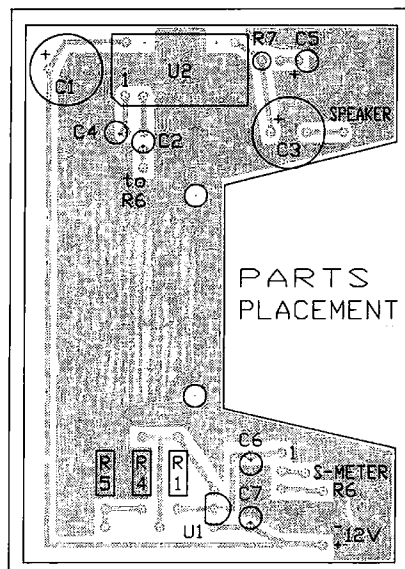 R7
C5
+
+
C1
U2
1
+
SPEAKER
C4
C2
C3
to
R6
PARTS
PLACEMENT
C6
1
R5
R4
R1
S-METER
R6
C7
U1
-
12V
+